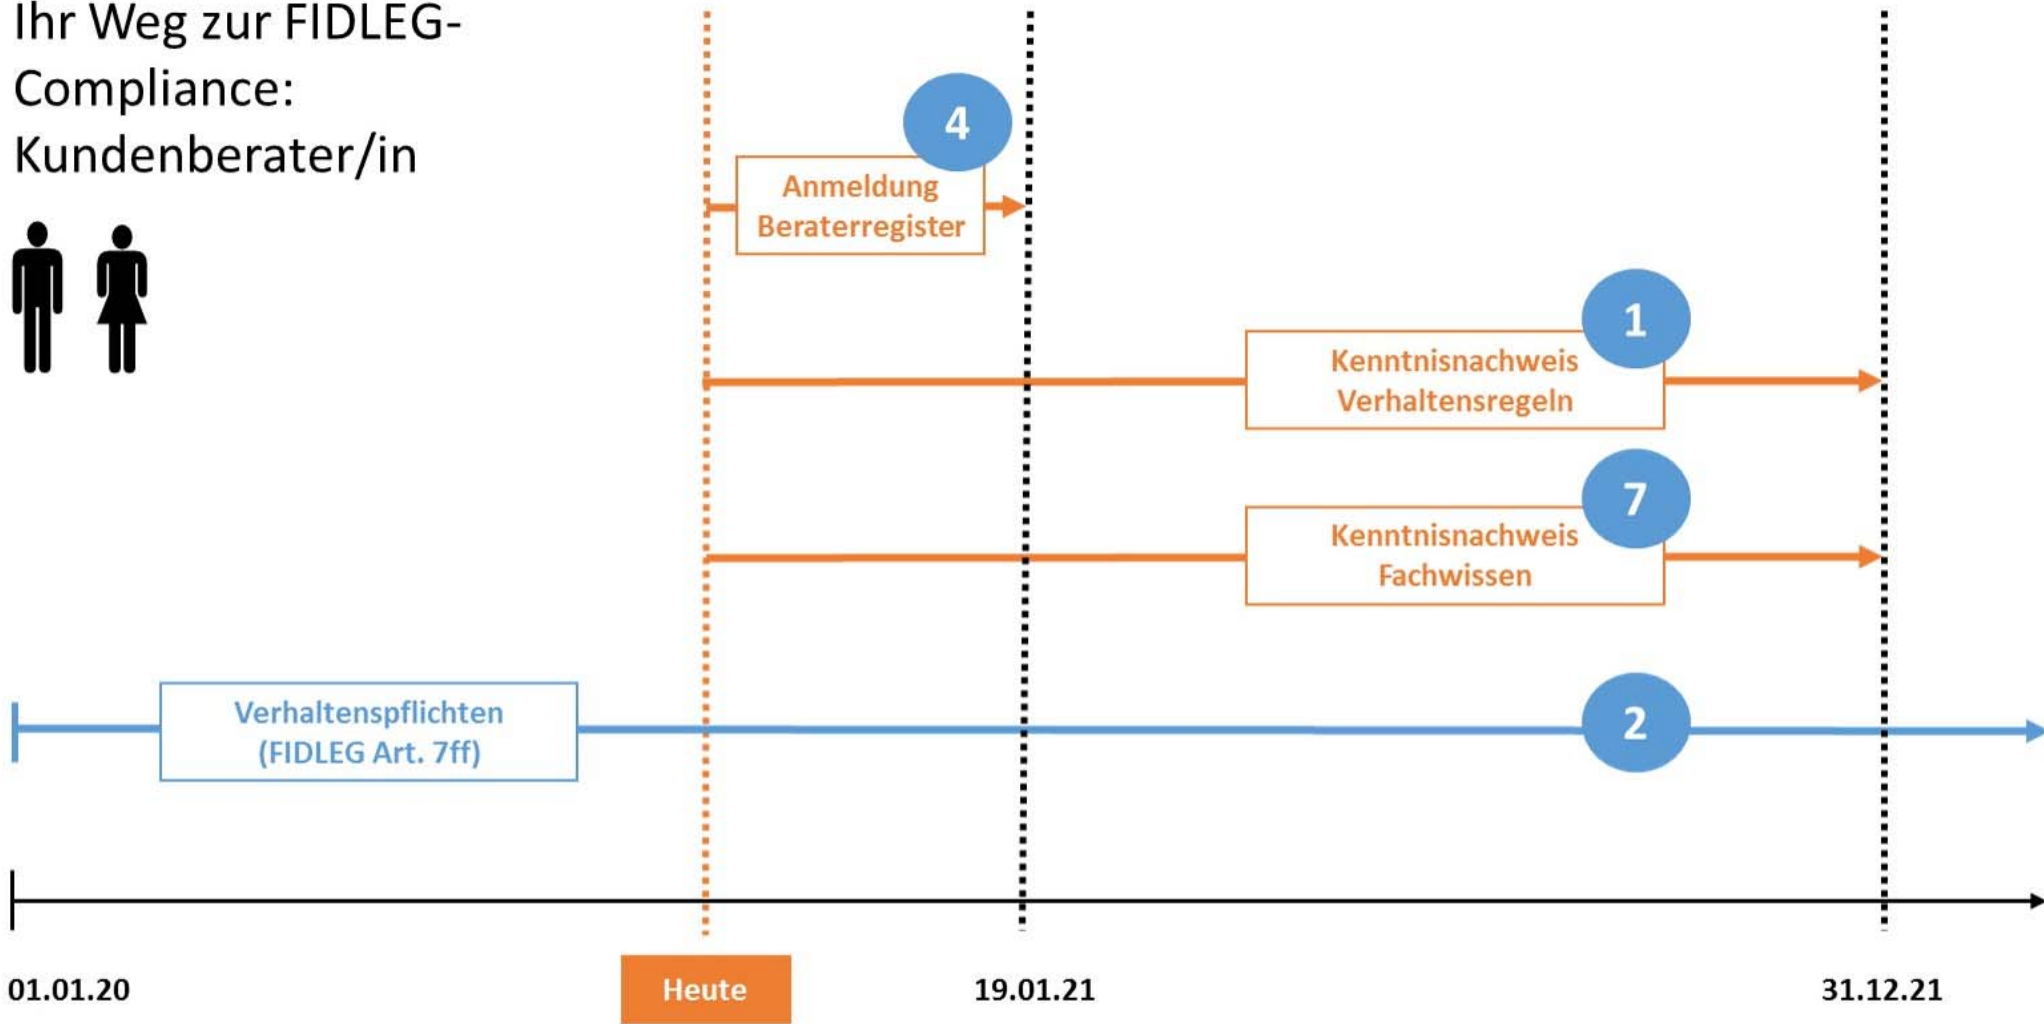 Ihr Weg zur FIDLEG-
Compliance:
Kundenberater/in
4
Anmeldung
Beraterregister
1
Kenntnisnachweis
Verhaltensregeln
7
Kenntnisnachweis
Fachwissen
Verhaltenspflichten
(FIDLEG Art. 7ff)
2
01.01.20
Heute
19.01.21
31.12.21